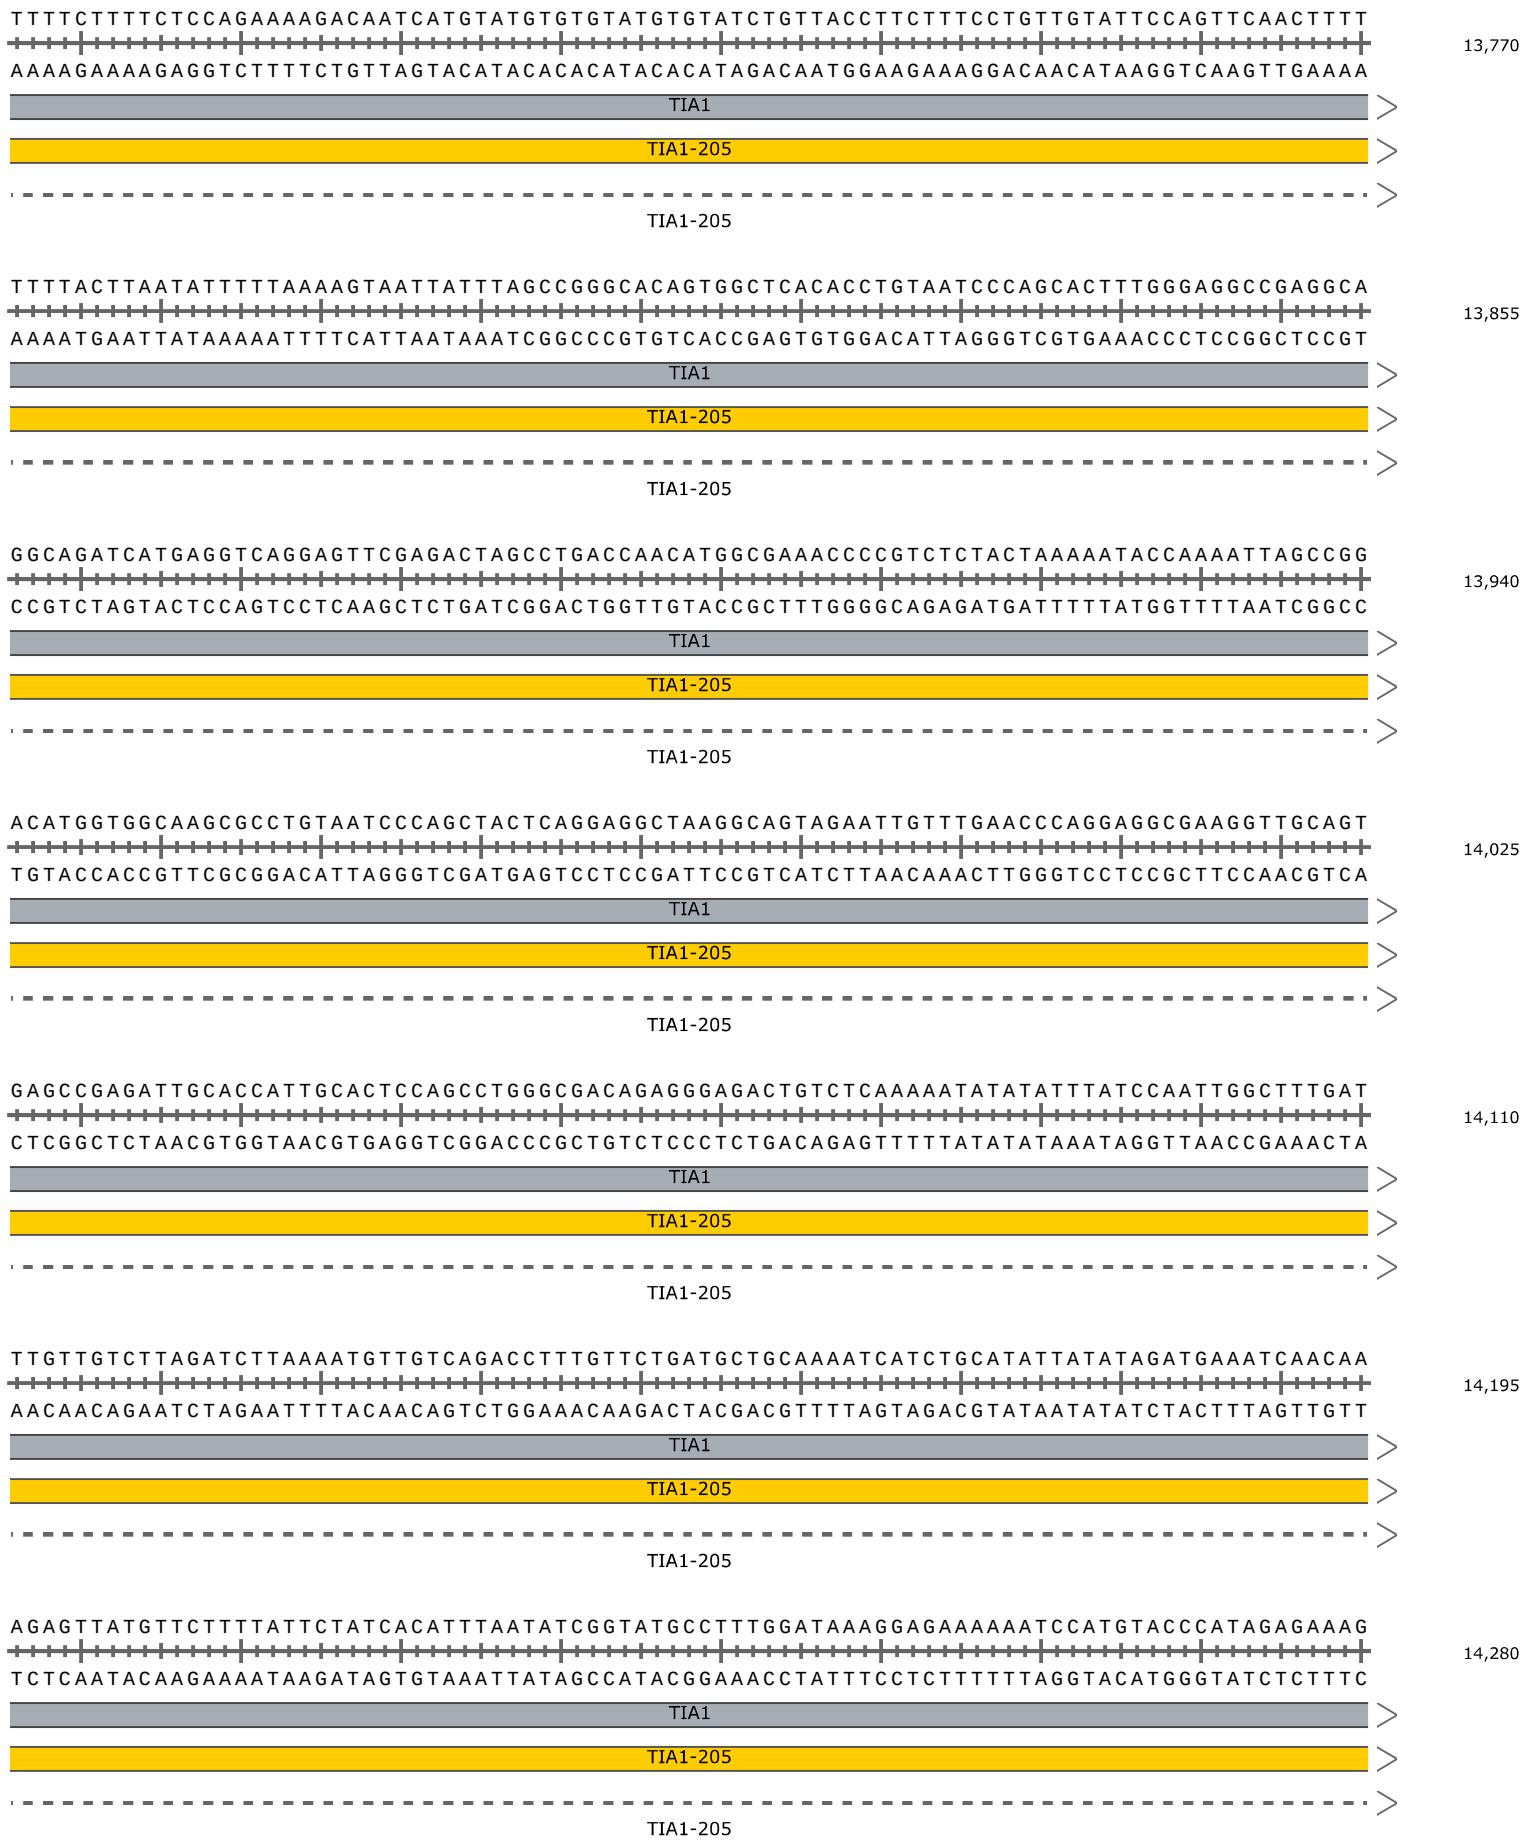 TTTTCTTTTCTCCAGAAAAGACAATCATGTATGTGTGTATGTGTATCTGTTACCTTCTTTCCTGTTGTATTCCAGTTCAACTTTT
13,770
AAAAGAAAAGAGGTCTTTTCTGTTAGTACATACACACATACACATAGACAATGGAAGAAAGGACAACATAAGGTCAAGTTGAAAA
TIA1
TIA1-205
TIA1-205
TTTTACTTAATATTTTTAAAAGTAATTATTTAGCCGGGCACAGTGGCTCACACCTGTAATCCCAGCACTTTGGGAGGCCGAGGCA
13,855
AAAATGAATTATAAAAATTTTCATTAATAAATCGGCCCGTGTCACCGAGTGTGGACATTAGGGTCGTGAAACCCTCCGGCTCCGT
TIA1
TIA1-205
TIA1-205
GGCAGATCATGAGGTCAGGAGTTCGAGACTAGCCTGACCAACATGGCGAAACCCCGTCTCTACTAAAAATACCAAAATTAGCCGG
13,940
CCGTCTAGTACTCCAGTCCTCAAGCTCTGATCGGACTGGTTGTACCGCTTTGGGGCAGAGATGATTTTTATGGTTTTAATCGGCC
TIA1
TIA1-205
TIA1-205
ACATGGTGGCAAGCGCCTGTAATCCCAGCTACTCAGGAGGCTAAGGCAGTAGAATTGTTTGAACCCAGGAGGCGAAGGTTGCAGT
14,025
TGTACCACCGTTCGCGGACATTAGGGTCGATGAGTCCTCCGATTCCGTCATCTTAACAAACTTGGGTCCTCCGCTTCCAACGTCA
TIA1
TIA1-205
TIA1-205
GAGCCGAGATTGCACCATTGCACTCCAGCCTGGGCGACAGAGGGAGACTGTCTCAAAAATATATATTTATCCAATTGGCTTTGAT
14,110
CTCGGCTCTAACGTGGTAACGTGAGGTCGGACCCGCTGTCTCCCTCTGACAGAGTTTTTATATATAAATAGGTTAACCGAAACTA
TIA1
TIA1-205
TIA1-205
TTGTTGTCTTAGATCTTAAAATGTTGTCAGACCTTTGTTCTGATGCTGCAAAATCATCTGCATATTATATAGATGAAATCAACAA
14,195
AACAACAGAATCTAGAATTTTACAACAGTCTGGAAACAAGACTACGACGTTTTAGTAGACGTATAATATATCTACTTTAGTTGTT
TIA1
TIA1-205
TIA1-205
AGAGTTATGTTCTTTTATTCTATCACATTTAATATCGGTATGCCTTTGGATAAAGGAGAAAAAATCCATGTACCCATAGAGAAAG
14,280
TCTCAATACAAGAAAATAAGATAGTGTAAATTATAGCCATACGGAAACCTATTTCCTCTTTTTTAGGTACATGGGTATCTCTTTC
TIA1
TIA1-205
TIA1-205